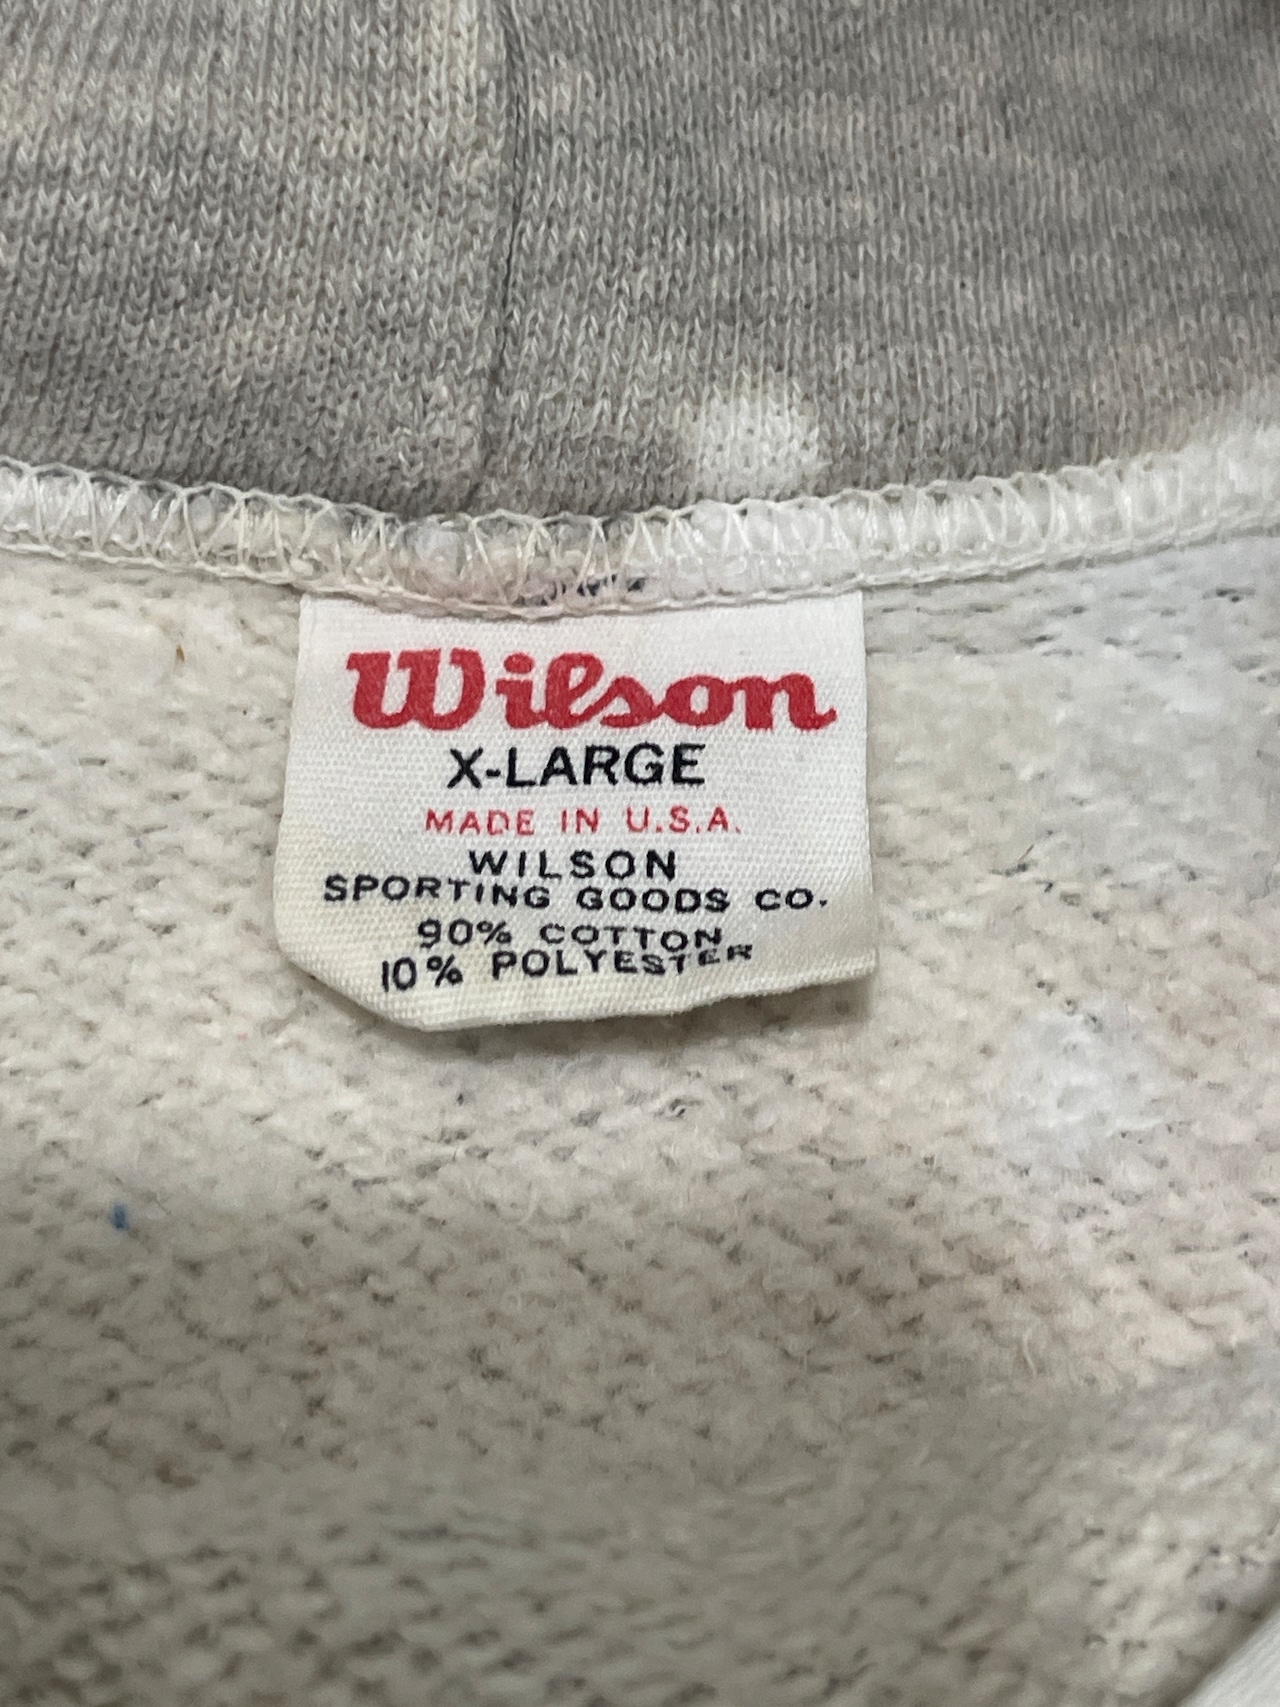 Wilson
X-LARGE
MADE IN U.S.A.
WILSON
SPORTING GOODS CO.
90% COTTON
10% POLYESTER